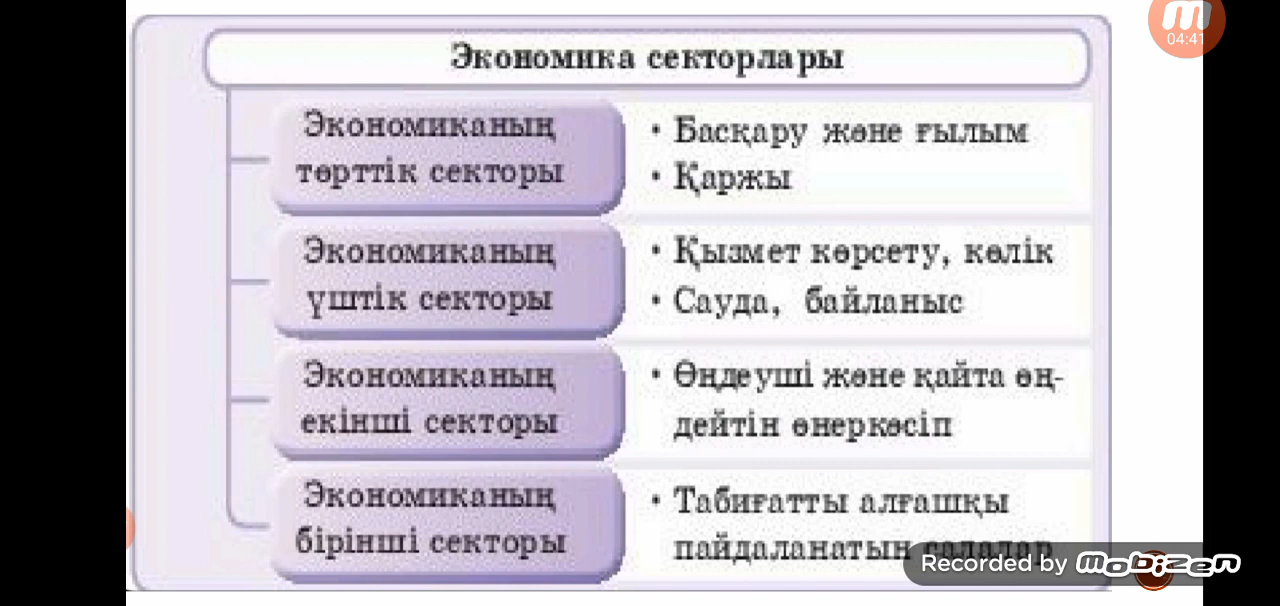 04:41
Экономика секторлары
Экономиканың
төрттік секторы
• Басқару және ғылым
• Қаржы
Экономиканың
үштік секторы
• Қызмет көрсету, көлік
• Сауда, байланыс
Экономиканың
екінші секторы
• Өңдеуші және қайта өң-
дейтін өнеркәсіп
Экономиканың
бірінші секторы
• Табиғатты алғашқы
пайдаланатын салалар
Recorded by mobizen